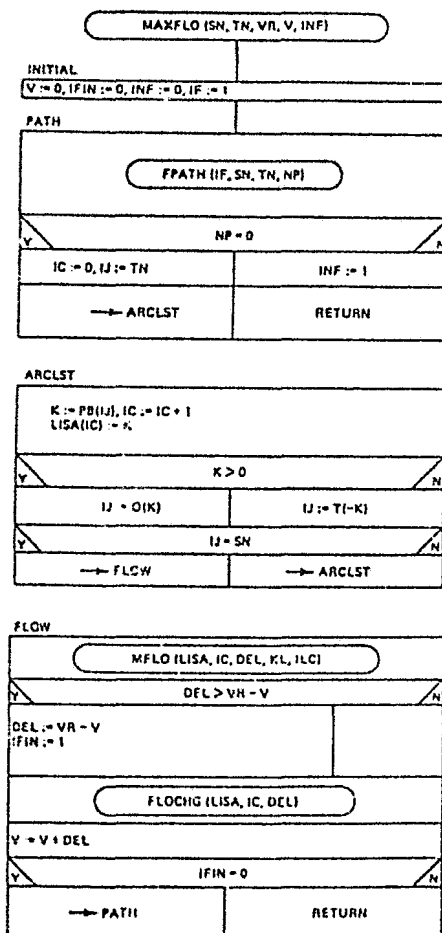 MAXFLO (SN, TN, VR, V, INF)
INITIAL
V := 0, IFIN := 0, INF := 0, IF := 1
PATH
FPATH (IF, SN, TN, NP)
Y NP = 0 N
IC := 0, IJ := TN INF := 1
→ ARCLST RETURN
ARCLST
K := PB(IJ), IC := IC + 1
LISA(IC) := K
Y K > 0 N
IJ = O(K) IJ := T(-K)
Y IJ = SN N
→ FLOW → ARCLST
FLOW
MFLO (LISA, IC, DEL, KL, ILC)
Y DEL > VR - V N
DEL := VR - V
IFIN := 1
FLOCHG (LISA, IC, DEL)
V = V + DEL
Y IFIN = 0 N
→ PATH RETURN